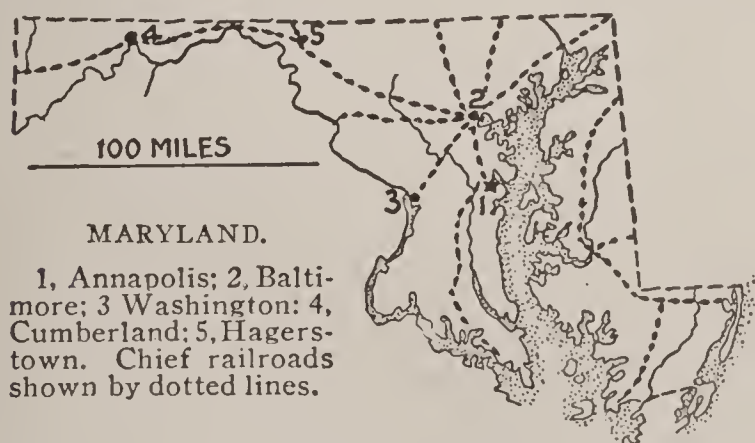 4
5
2
100 MILES
3
1
MARYLAND.
1, Annapolis; 2, Balti-
more; 3 Washington: 4,
Cumberland; 5, Hagers-
town. Chief railroads
shown by dotted lines.